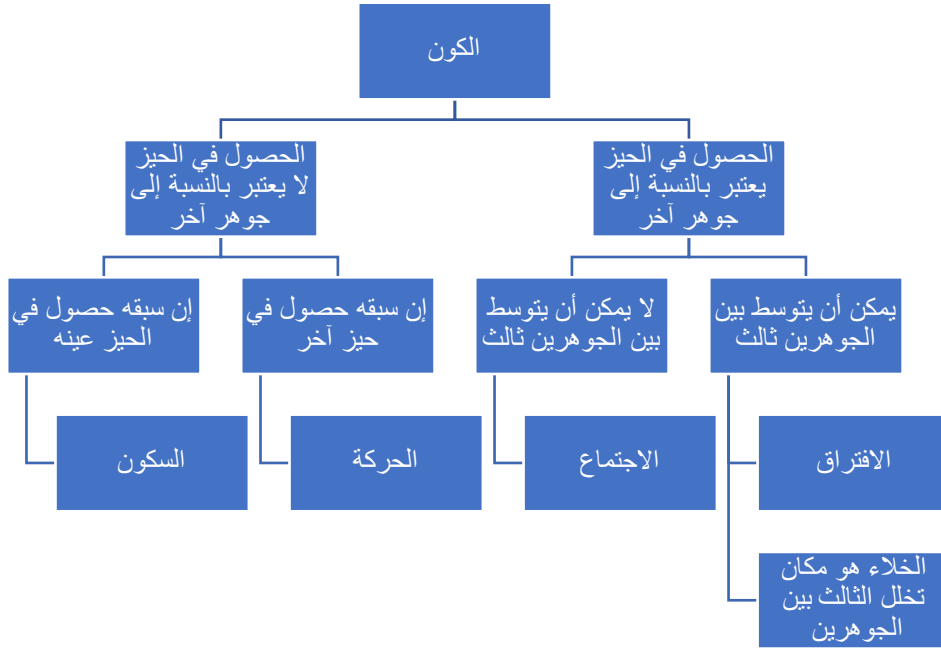 الكون
الحصول في الحيز
يعتبر بالنسبة إلى
جوهر آخر
الحصول في الحيز
لا يعتبر بالنسبة إلى
جوهر آخر
يمكن أن يتوسط بين
الجوهرين ثالث
لا يمكن أن يتوسط
بين الجوهرين ثالث
إن سبقه حصول في
حيز آخر
إن سبقه حصول في
الحيز عينه
الافتراق
الاجتماع
الحركة
السكون
الخلاء هو مكان
تخلل الثالث بين
الجوهرين